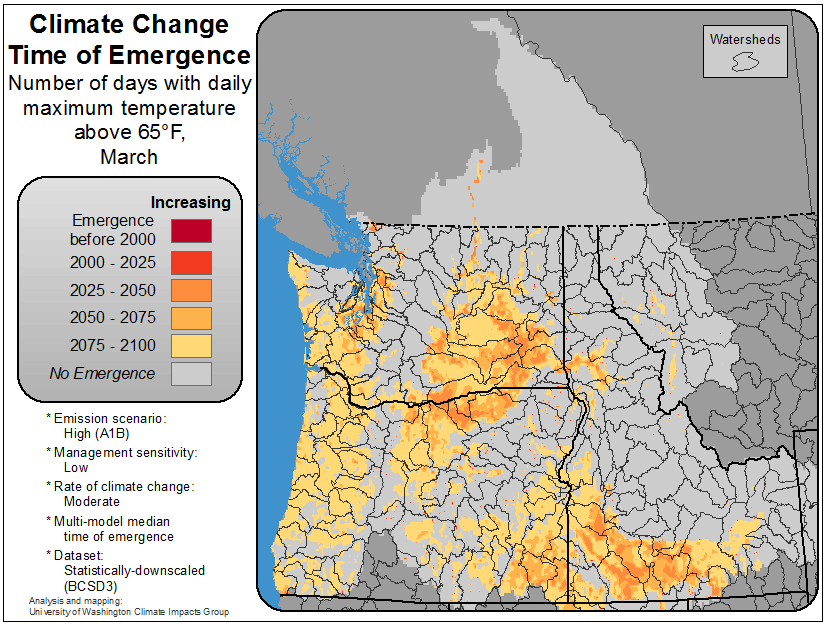 Climate Change
Time of Emergence
Number of days with daily
maximum temperature
above 65°F,
March
Increasing
Emergence
before 2000
2000 - 2025
2025 - 2050
2050 - 2075
2075 - 2100
No Emergence
* Emission scenario:
High (A1B)
* Management sensitivity:
Low
* Rate of climate change:
Moderate
* Multi-model median
time of emergence
* Dataset:
Statistically-downscaled
(BCSD3)
Analysis and mapping:
University of Washington Climate Impacts Group
Watersheds